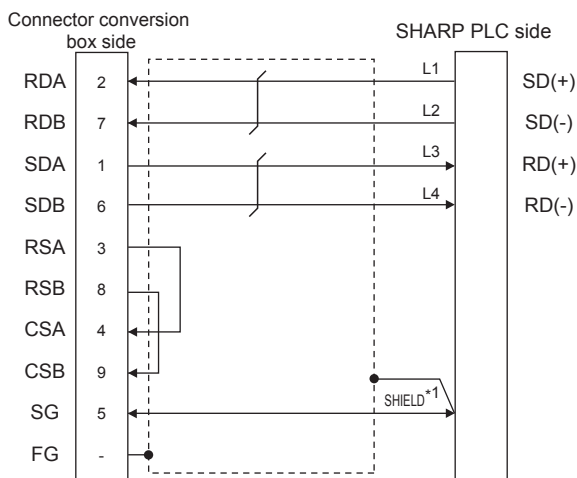 Connector conversion
box side
SHARP PLC side
RDA 2 L1 SD(+)
RDB 7 L2 SD(-)
SDA 1 L3 RD(+)
SDB 6 L4 RD(-)
RSA 3
RSB 8
CSA 4
CSB 9
SHIELD*1
SG 5
FG -